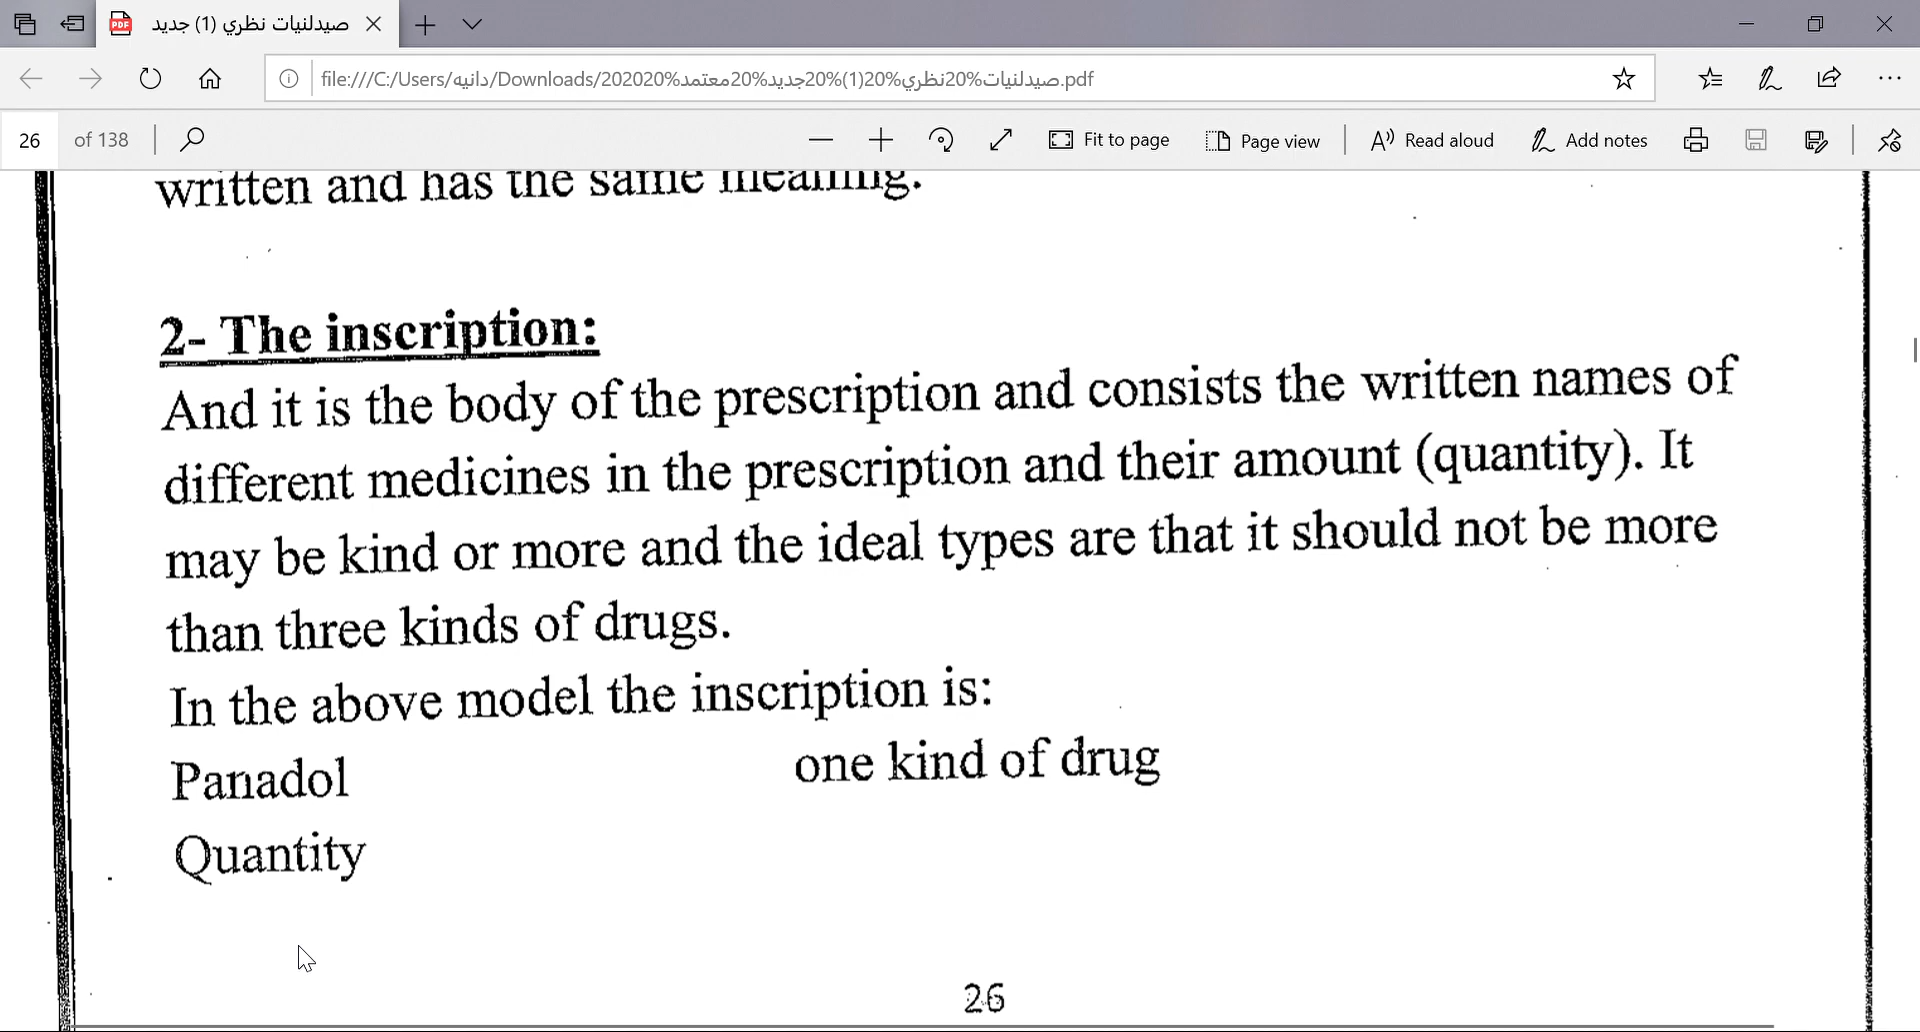 صيدلنيات نظري (1) جديد
file:///C:/Users/دانيه/Downloads/202020%معتمد20%جديد20%(1)20%نظري20%صيدلنيات.pdf
26 of 138 Fit to page Page view Read aloud Add notes
written and has the same meaning.
2- The inscription:
And it is the body of the prescription and consists the written names of
different medicines in the prescription and their amount (quantity). It
may be kind or more and the ideal types are that it should not be more
than three kinds of drugs.
In the above model the inscription is:
Panadol one kind of drug
Quantity
26